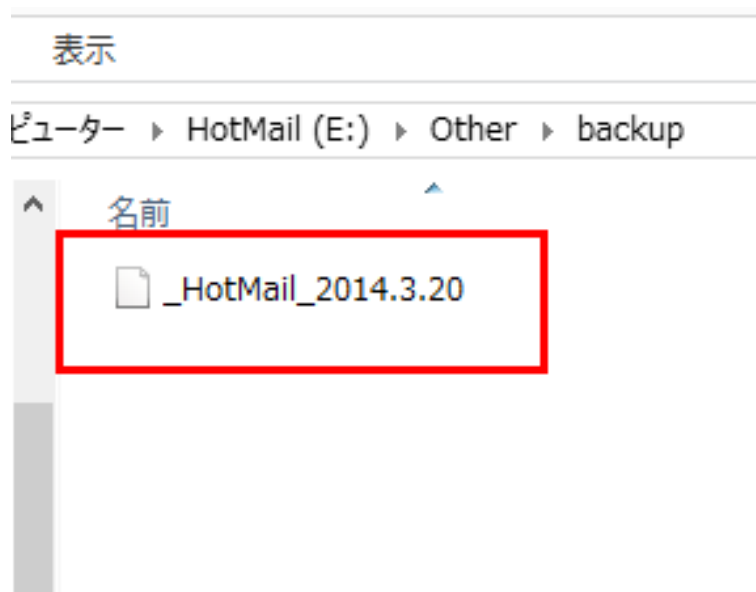 表示
ピューター ▸ HotMail (E:) ▸ Other ▸ backup
名前
_HotMail_2014.3.20